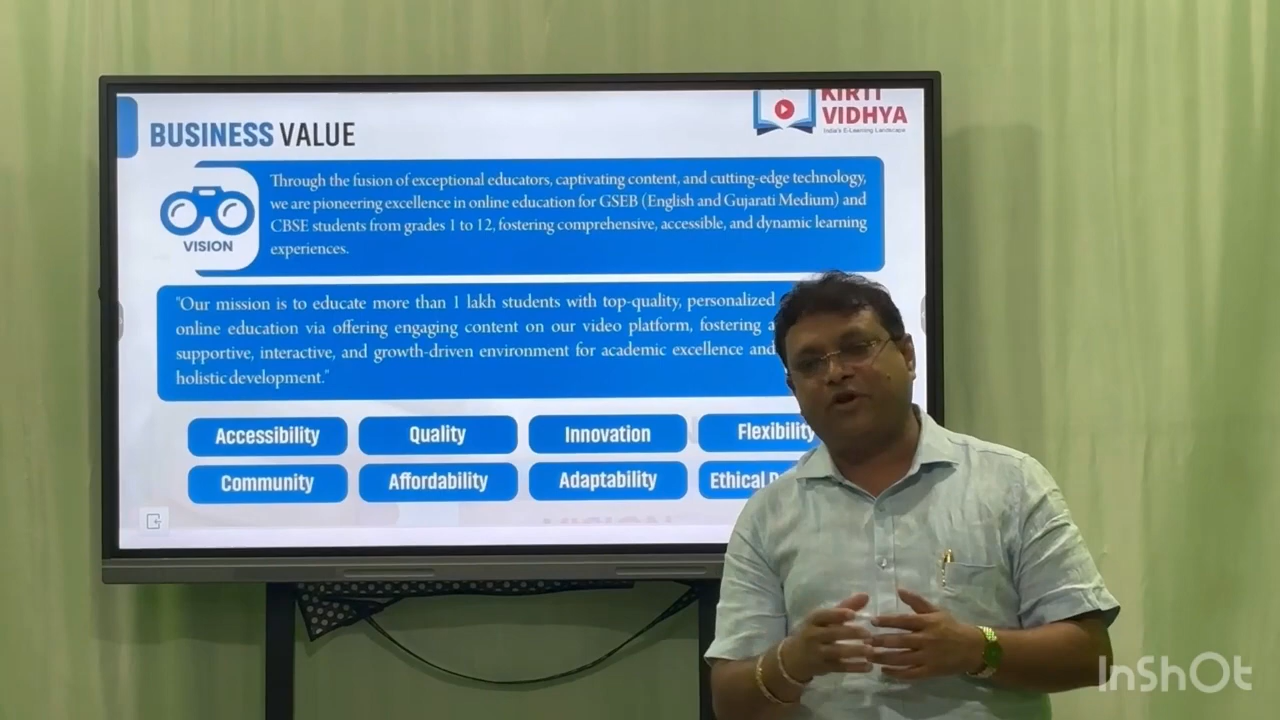 BUSINESS VALUE
KIRTI
VIDHYA
India's E-Learning Landscape
Through the fusion of exceptional educators, captivating content, and cutting-edge technology,
we are pioneering excellence in online education for GSEB (English and Gujarati Medium) and
CBSE students from grades 1 to 12, fostering comprehensive, accessible, and dynamic learning
experiences.
VISION
"Our mission is to educate more than 1 lakh students with top-quality, personalized
online education via offering engaging content on our video platform, fostering a
supportive, interactive, and growth-driven environment for academic excellence and
holistic development."
Accessibility Quality Innovation Flexibility
Community Affordability Adaptability Ethical
InShOt